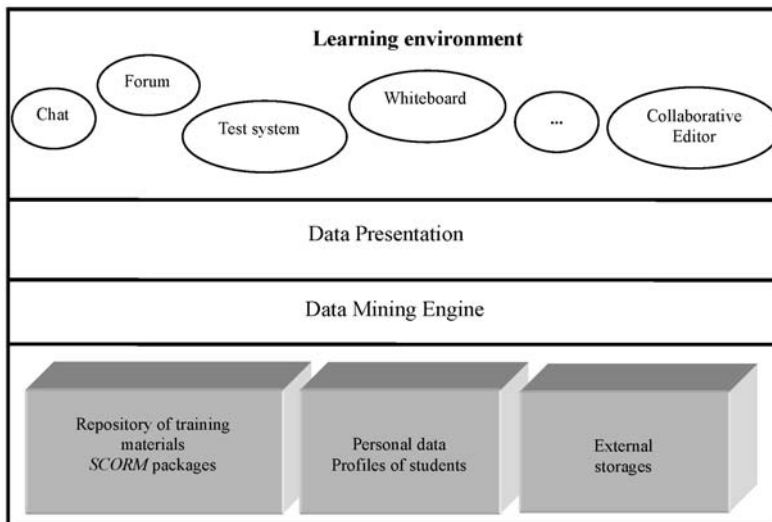 Learning environment
Forum
Chat
Test system
Whiteboard
...
Collaborative
Editor
Data Presentation
Data Mining Engine
Repository of training
materials
SCORM packages
Personal data
Profiles of students
External
storages